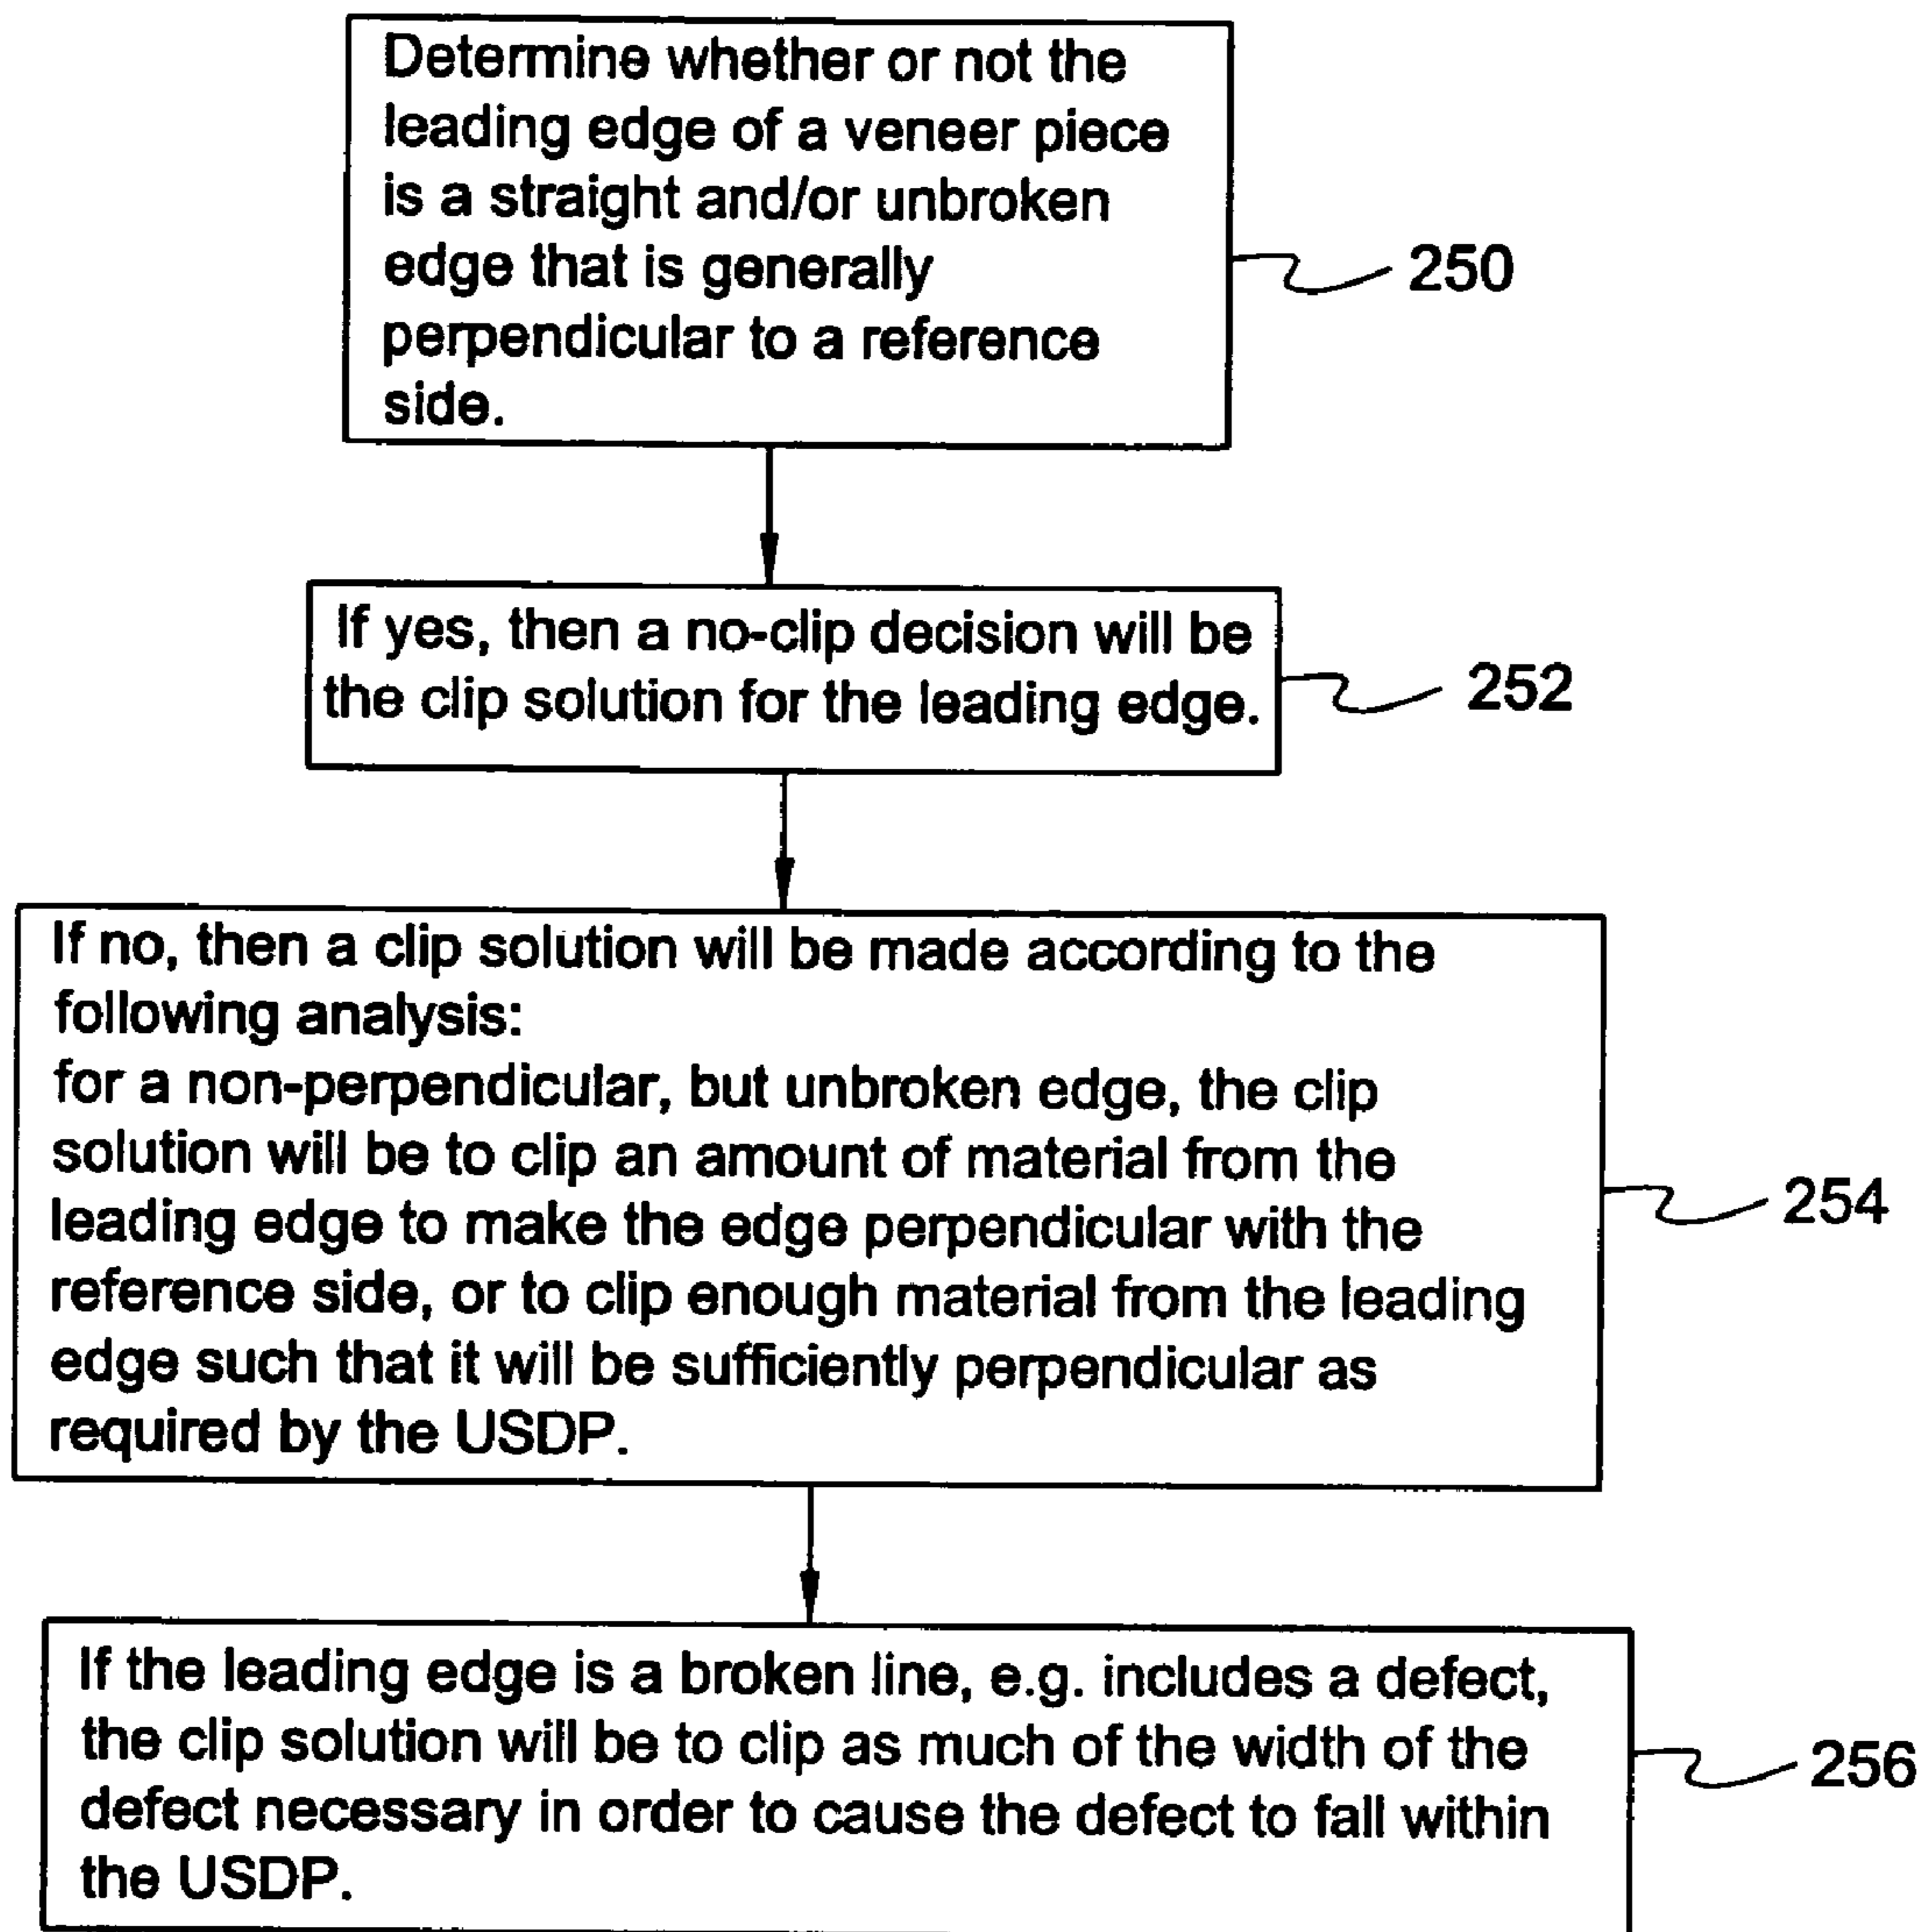 Determine whether or not the
leading edge of a veneer piece
is a straight and/or unbroken
edge that is generally
perpendicular to a reference
side.
250
If yes, then a no-clip decision will be
the clip solution for the leading edge.
252
If no, then a clip solution will be made according to the
following analysis:
for a non-perpendicular, but unbroken edge, the clip
solution will be to clip an amount of material from the
leading edge to make the edge perpendicular with the
reference side, or to clip enough material from the leading
edge such that it will be sufficiently perpendicular as
required by the USDP.
254
If the leading edge is a broken line, e.g. includes a defect,
the clip solution will be to clip as much of the width of the
defect necessary in order to cause the defect to fall within
the USDP.
256